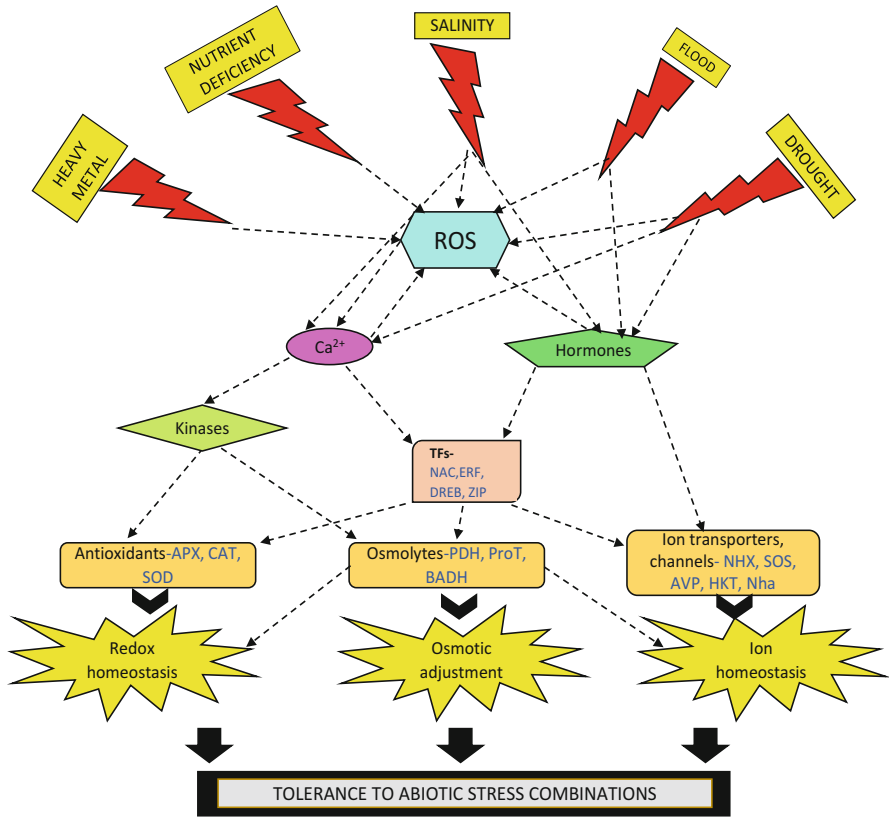 SALINITY
NUTRIENT
DEFICIENCY
FLOOD
HEAVY
METAL
DROUGHT
ROS
Ca²⁺
Hormones
Kinases
TFs-
NAC,ERF,
DREB, ZIP
Antioxidants-APX, CAT,
SOD
Osmolytes-PDH, ProT,
BADH
Ion transporters,
channels- NHX, SOS,
AVP, HKT, Nha
Redox
homeostasis
Osmotic
adjustment
Ion
homeostasis
TOLERANCE TO ABIOTIC STRESS COMBINATIONS